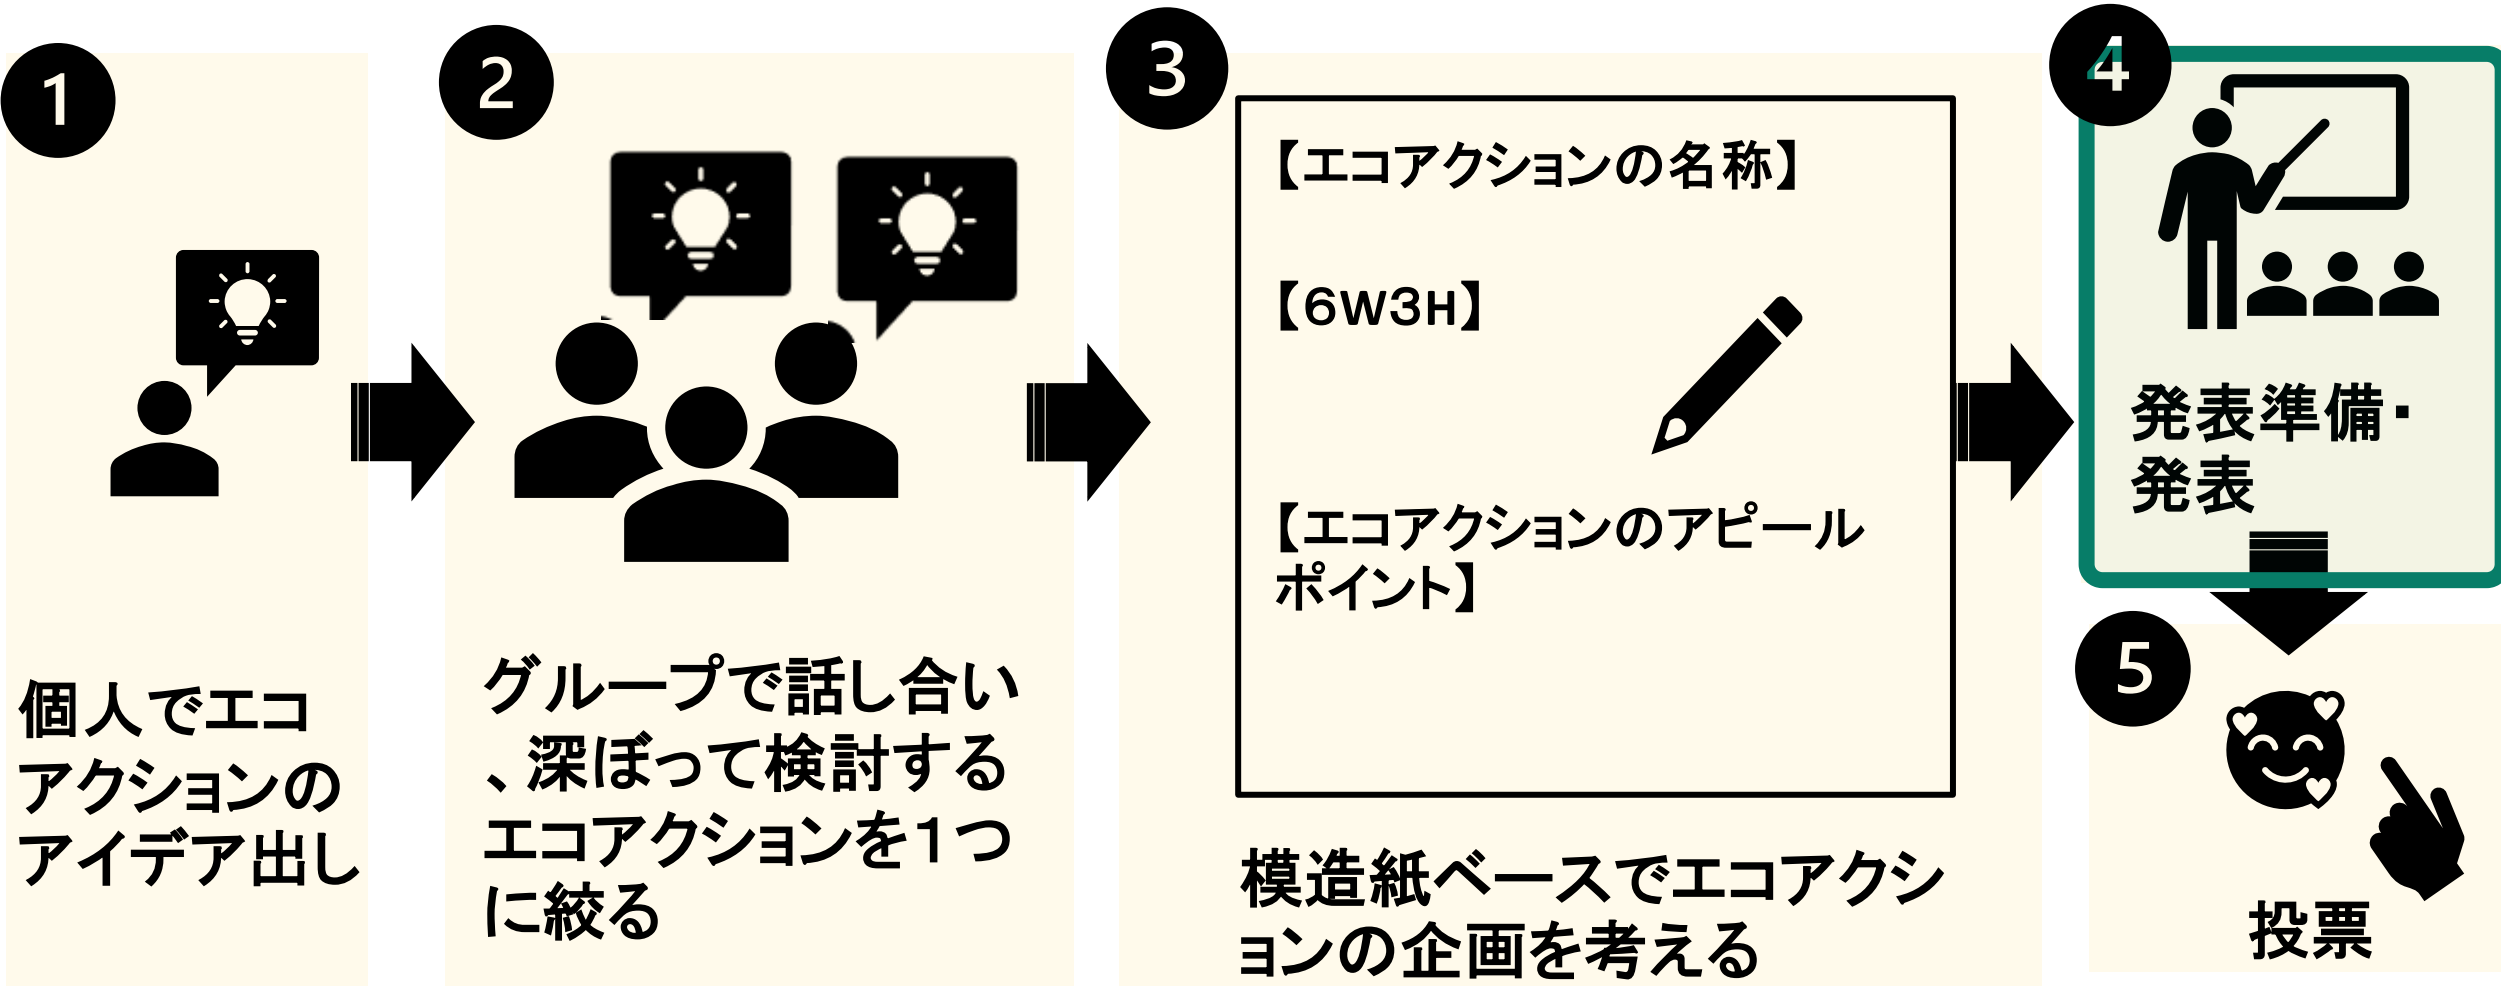 1
個人でエコ
アクションの
アイデア出し
2
グループで話し合い
、深ぼって検討する
エコアクションを1つ
に絞る
3
【エコアクションの名称】
【6W3H】
【エコアクションのアピール
ポイント】
模造紙ベースでエコアクシ
ョンの企画を考える
4
発表準備・
発表
5
投票